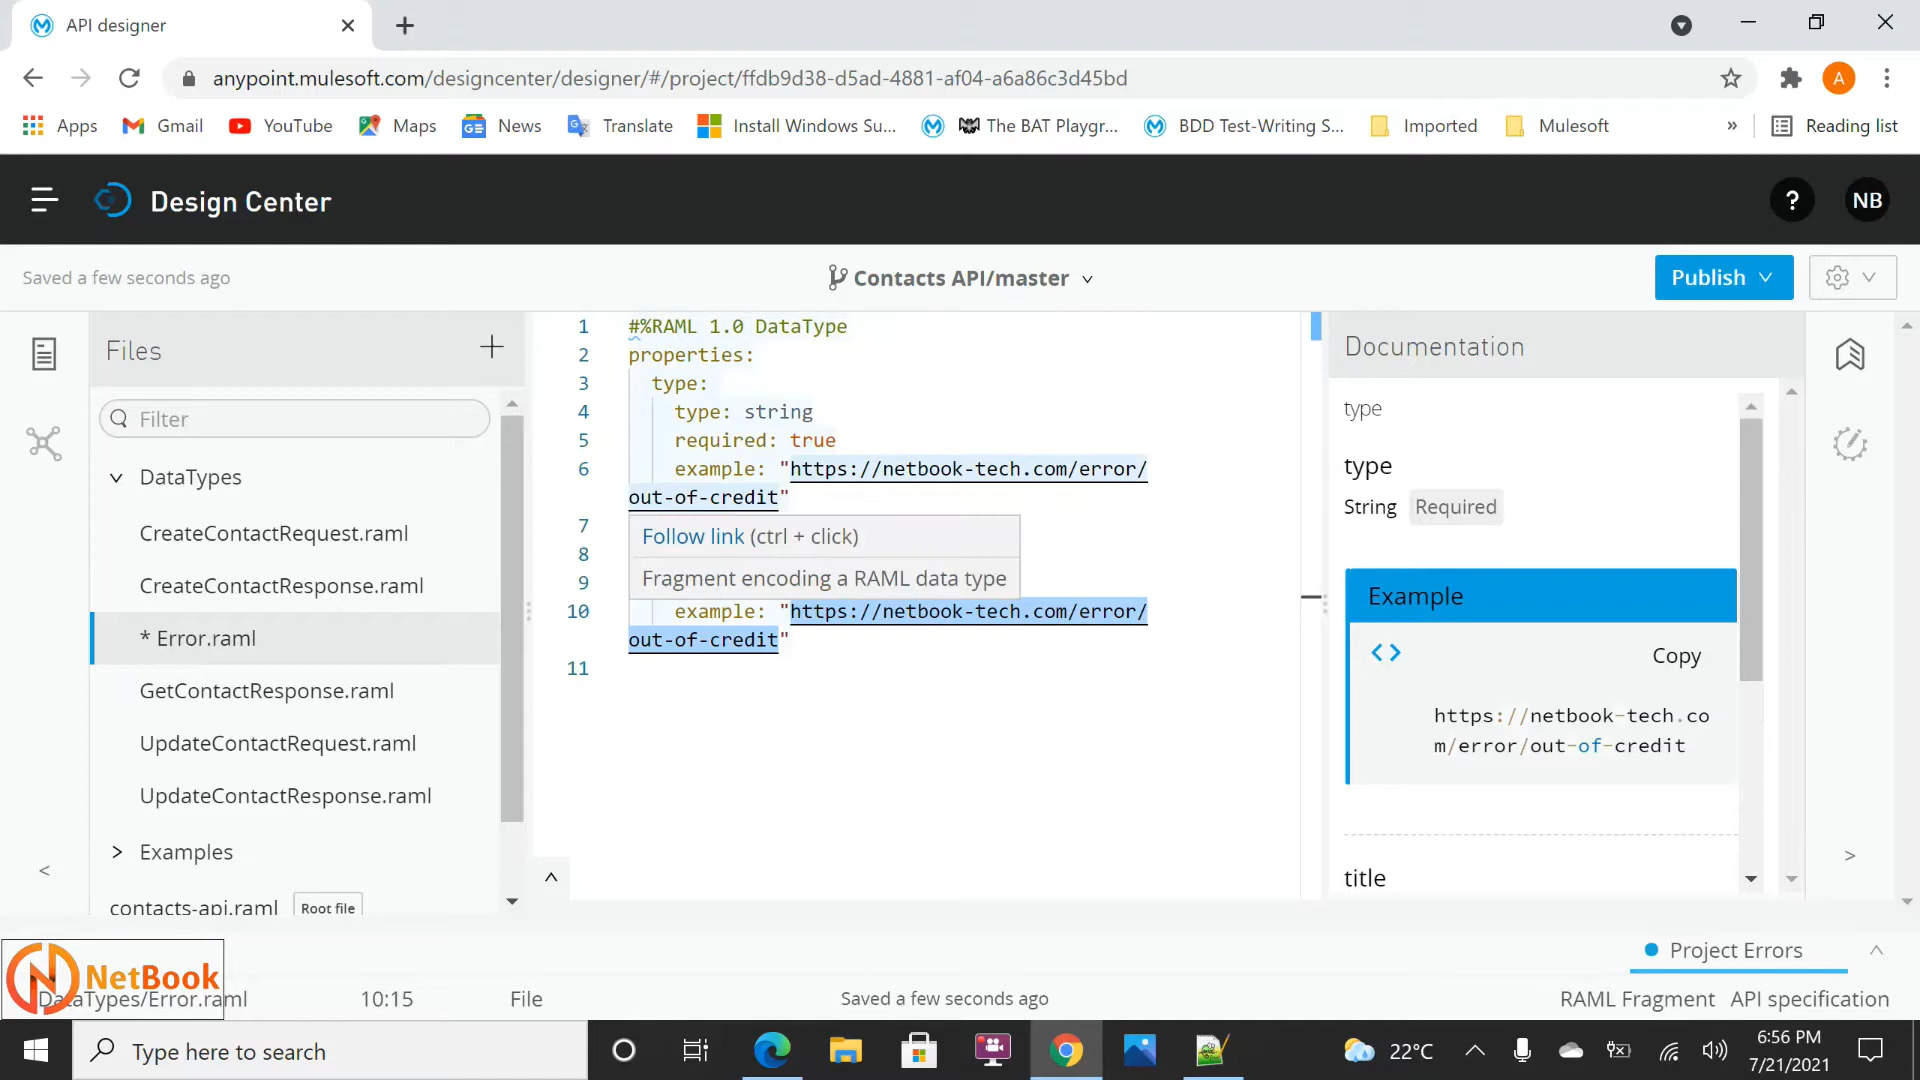 API designer
anypoint.mulesoft.com/designcenter/designer/#/project/ffdb9d38-d5ad-4881-af04-a6a86c3d45bd
A
Apps
Gmail
YouTube
Maps
News
Translate
Install Windows Su...
The BAT Playgr...
BDD Test-Writing S...
Imported
Mulesoft
»
Reading list
Design Center
?
NB
Saved a few seconds ago
Contacts API/master
Publish
Files
Filter
DataTypes
CreateContactRequest.raml
CreateContactResponse.raml
* Error.raml
GetContactResponse.raml
UpdateContactRequest.raml
UpdateContactResponse.raml
Examples
contacts-api.raml
Root file
1 #%RAML 1.0 DataType
2 properties:
3 type:
4 type: string
5 required: true
6 example: "https://netbook-tech.com/error/
out-of-credit"
7
Follow link (ctrl + click)
8
Fragment encoding a RAML data type
9
10 example: "https://netbook-tech.com/error/
out-of-credit"
11
Documentation
type
type
String Required
Example
Copy
https://netbook-tech.co
m/error/out-of-credit
title
Project Errors
NetBook
DataTypes/Error.raml
10:15
File
Saved a few seconds ago
RAML Fragment
API specification
Type here to search
22°C
6:56 PM
7/21/2021